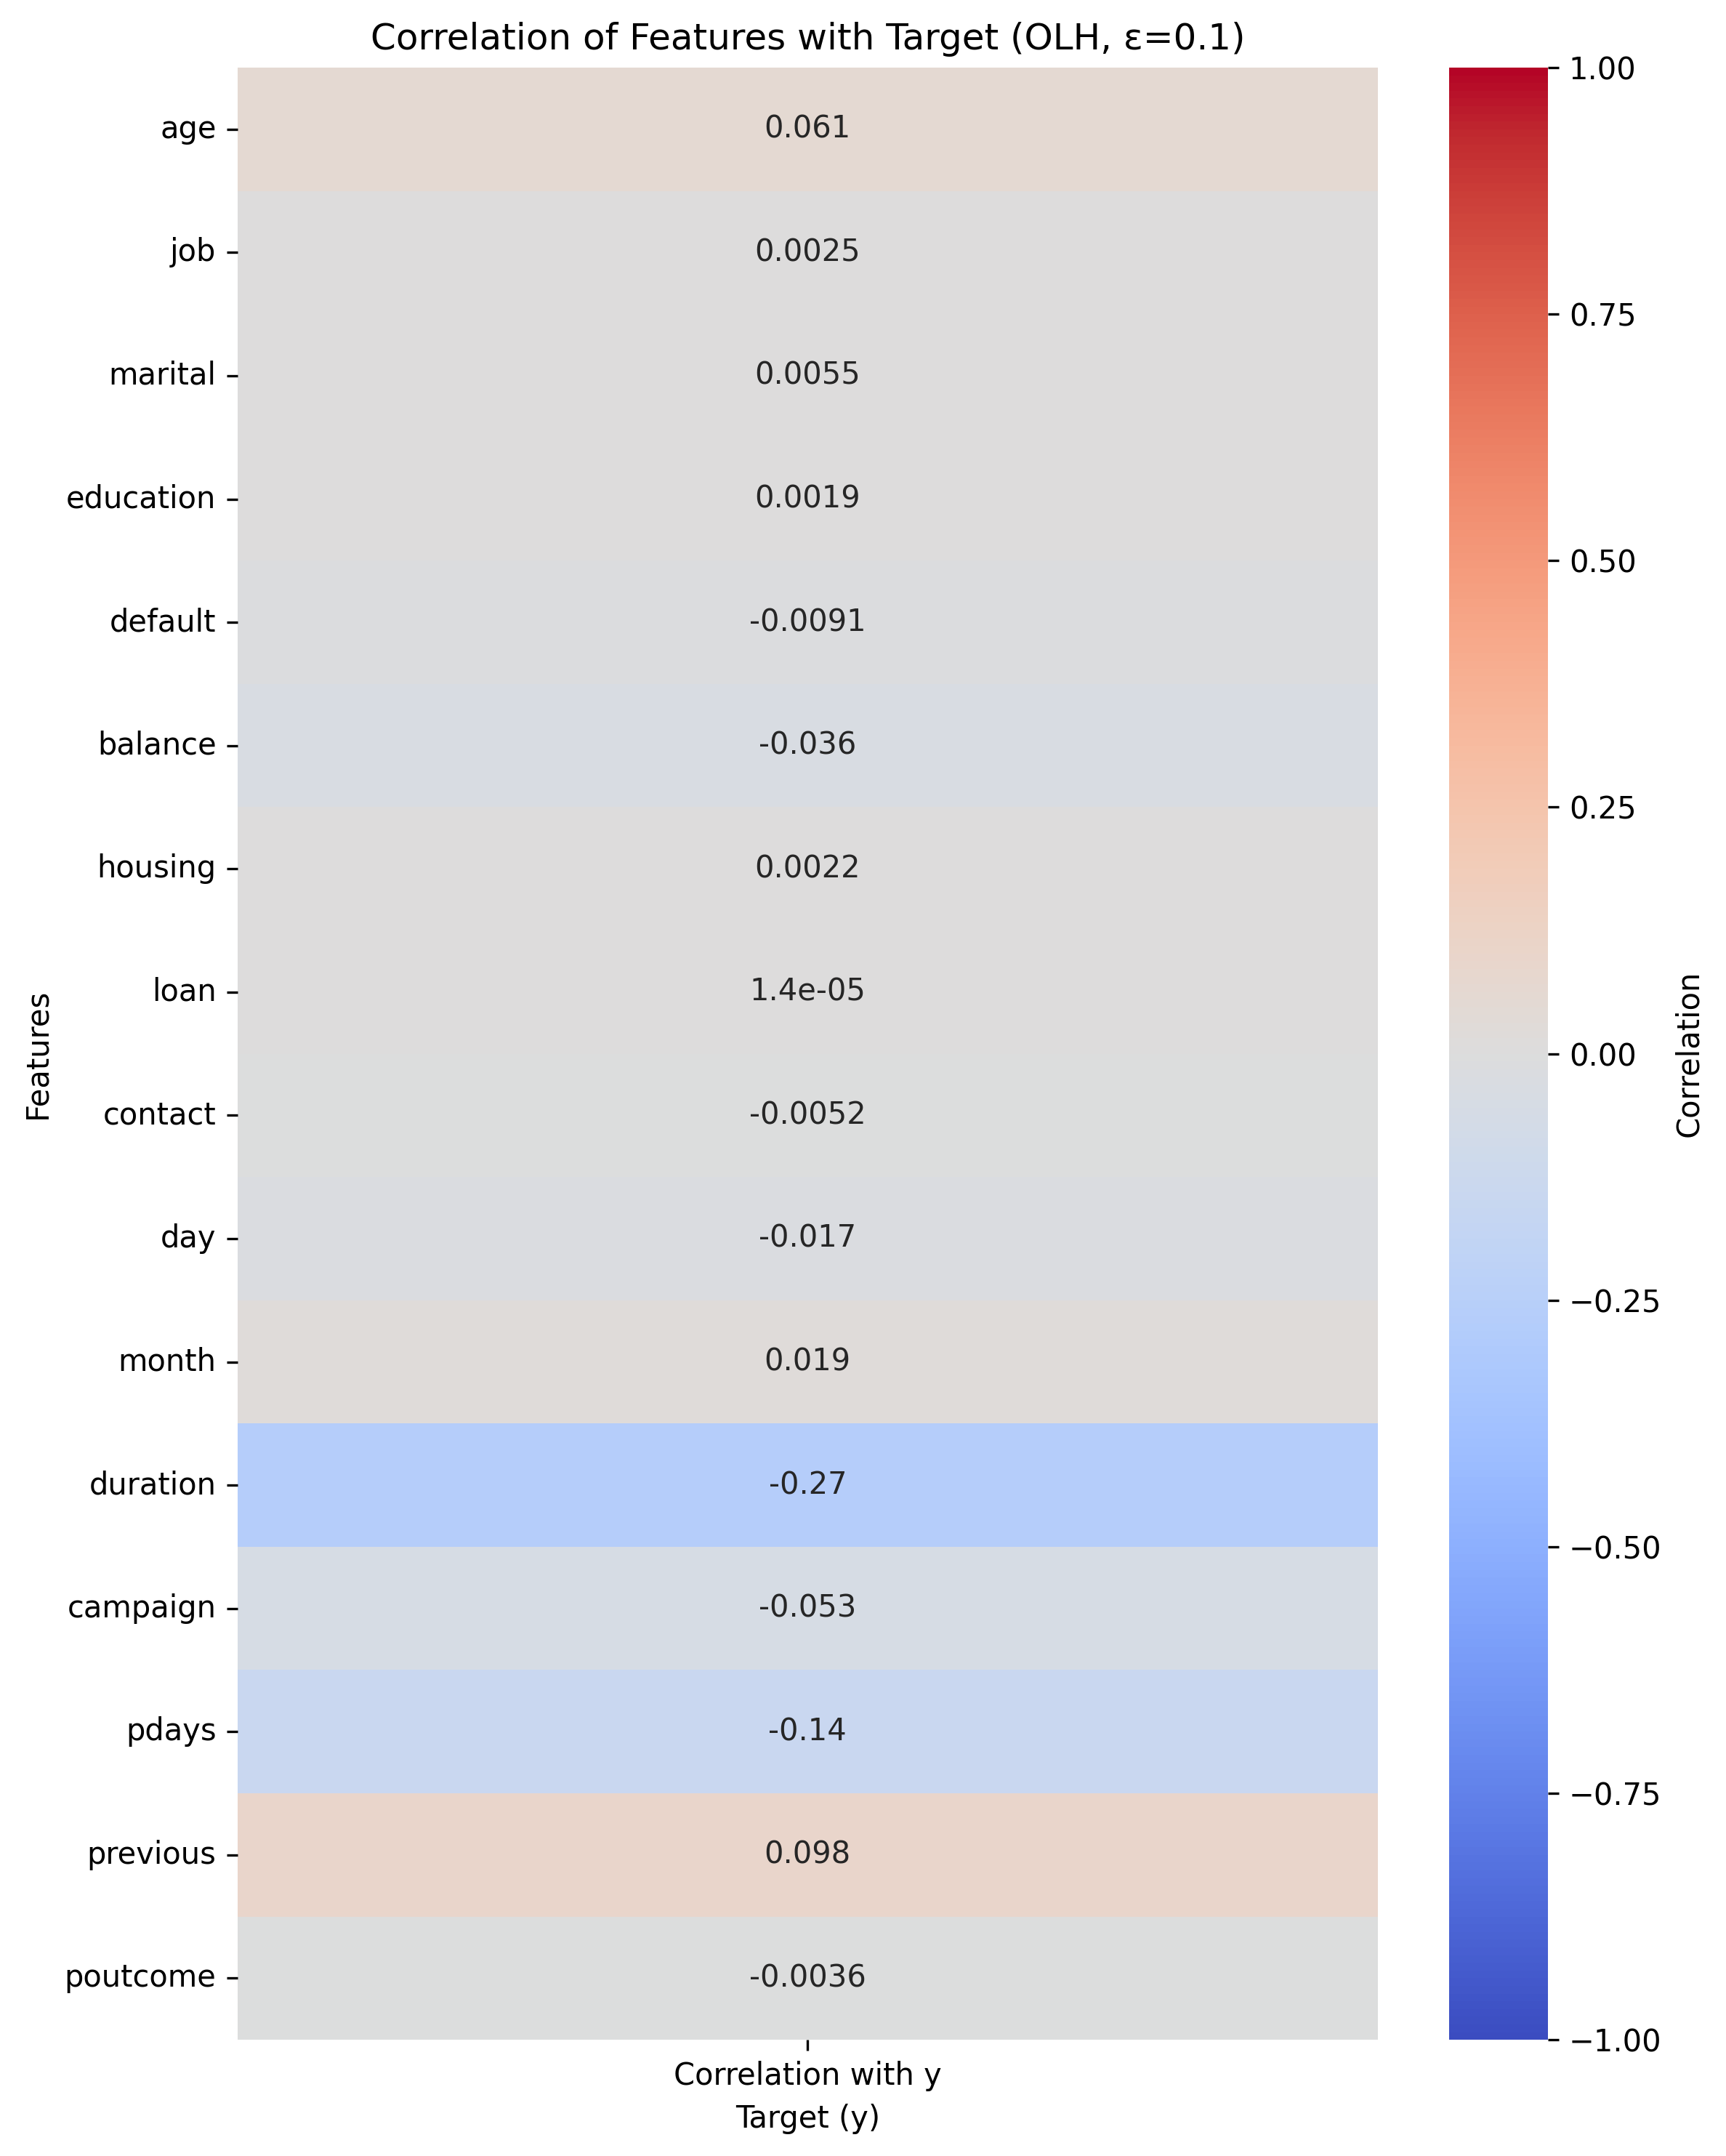 Correlation of Features with Target (OLH, ε=0.1)
Features
age 0.061
job 0.0025
marital 0.0055
education 0.0019
default -0.0091
balance -0.036
housing 0.0022
loan 1.4e-05
contact -0.0052
day -0.017
month 0.019
duration -0.27
campaign -0.053
pdays -0.14
previous 0.098
poutcome -0.0036
Correlation with y
Target (y)
1.00
0.75
0.50
0.25
0.00
−0.25
−0.50
−0.75
−1.00
Correlation